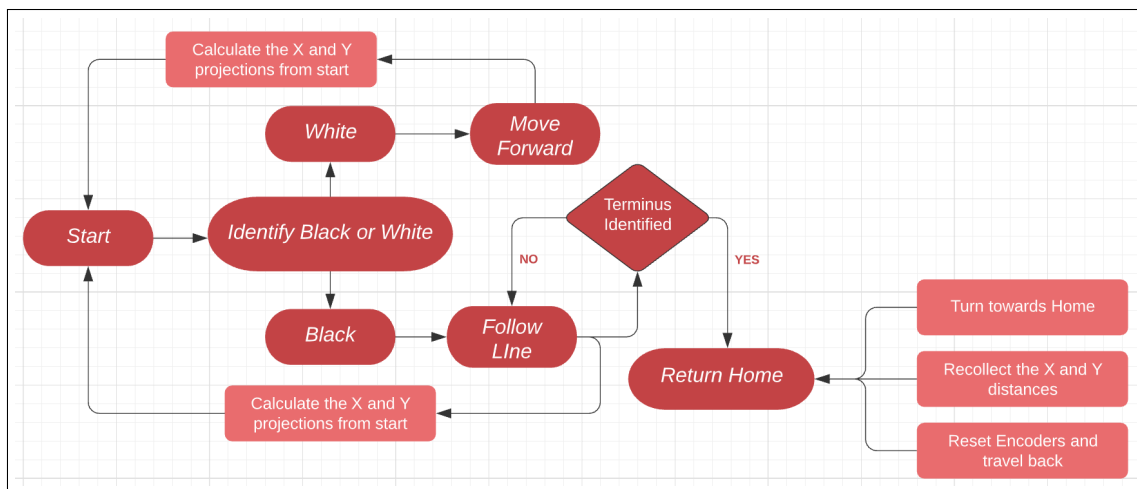 Calculate the X and Y
projections from start
White
Move
Forward
Terminus
Identified
Start
Identify Black or White
NO
YES
Turn towards Home
Black
Follow
LIne
Return Home
Recollect the X and Y
distances
Calculate the X and Y
projections from start
Reset Encoders and
travel back